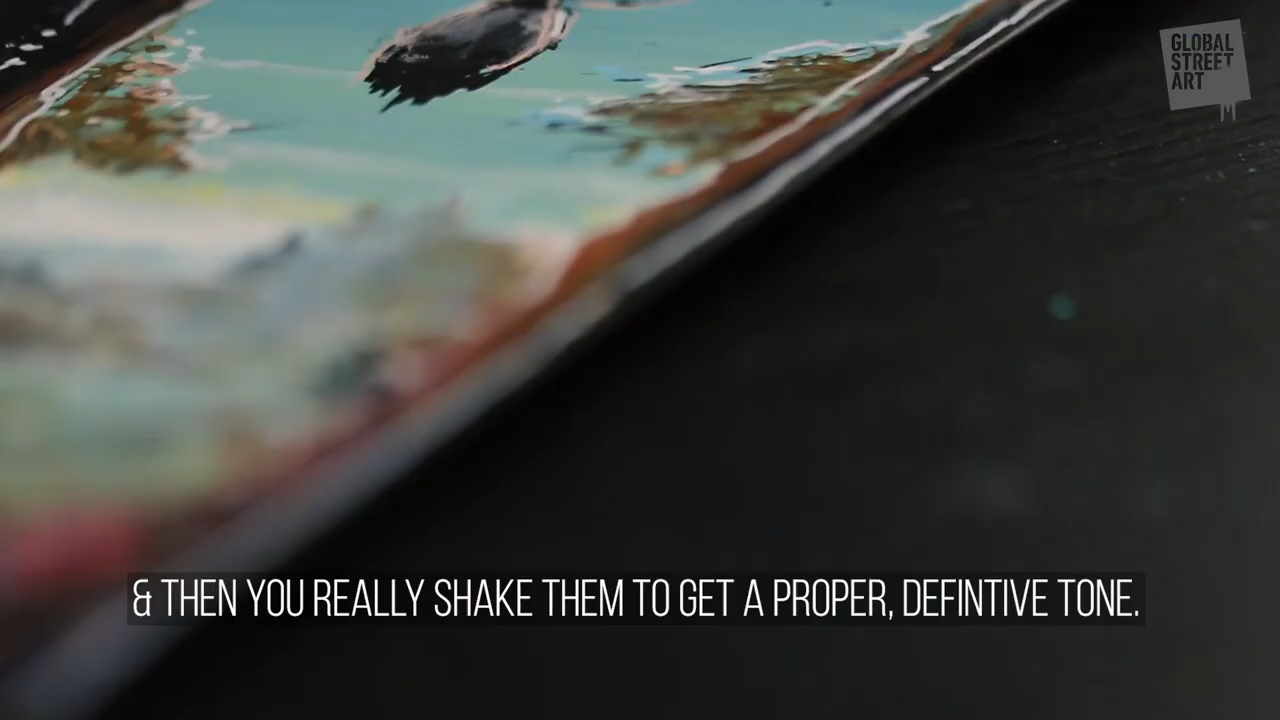 GLOBAL
STREET
ART
& THEN YOU REALLY SHAKE THEM TO GET A PROPER, DEFINTIVE TONE.